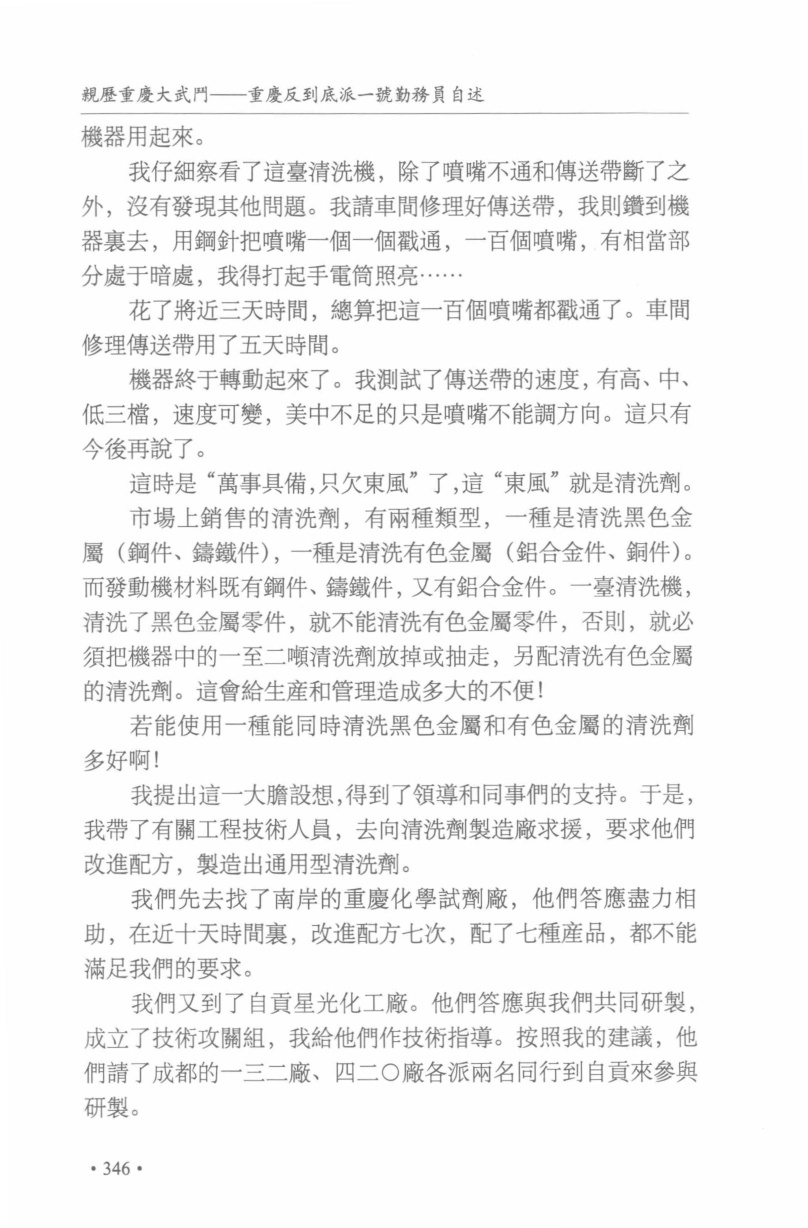 親歷重慶大武鬥——重慶反到底派一號勤務員自述
機器用起來。
我仔細察看了這臺清洗機，除了噴嘴不通和傳送帶斷了之
外，沒有發現其他問題。我請車間修理好傳送帶，我則鑽到機
器裏去，用鋼針把噴嘴一個一個戳通，一百個噴嘴，有相當部
分處于暗處，我得打起手電筒照亮……
花了將近三天時間，總算把這一百個噴嘴都戳通了。車間
修理傳送帶用了五天時間。
機器終于轉動起來了。我測試了傳送帶的速度，有高、中、
低三檔，速度可變，美中不足的只是噴嘴不能調方向。這只有
今後再說了。
這時是“萬事具備，只欠東風”了，這“東風”就是清洗劑。
市場上銷售的清洗劑，有兩種類型，一種是清洗黑色金
屬（鋼件、鑄鐵件），一種是清洗有色金屬（鋁合金件、銅件）。
而發動機材料既有鋼件、鑄鐵件，又有鋁合金件。一臺清洗機，
清洗了黑色金屬零件，就不能清洗有色金屬零件，否則，就必
須把機器中的一至二噸清洗劑放掉或抽走，另配清洗有色金屬
的清洗劑。這會給生産和管理造成多大的不便！
若能使用一種能同時清洗黑色金屬和有色金屬的清洗劑
多好啊！
我提出這一大膽設想，得到了領導和同事們的支持。于是，
我帶了有關工程技術人員，去向清洗劑製造廠求援，要求他們
改進配方，製造出通用型清洗劑。
我們先去找了南岸的重慶化學試劑廠，他們答應盡力相
助，在近十天時間裏，改進配方七次，配了七種産品，都不能
滿足我們的要求。
我們又到了自貢星光化工廠。他們答應與我們共同研製，
成立了技術攻關組，我給他們作技術指導。按照我的建議，他
們請了成都的一三二廠、四二〇廠各派兩名同行到自貢來參與
研製。
·346·